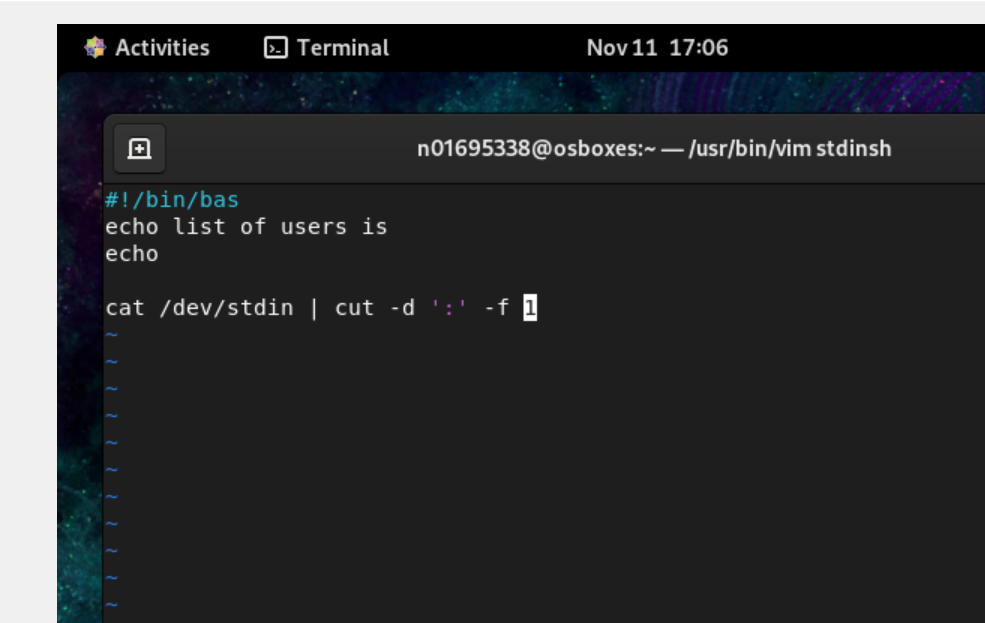 Activities Terminal Nov 11 17:06
n01695338@osboxes:~ — /usr/bin/vim stdinsh
#!/bin/bas
echo list of users is
echo
cat /dev/stdin | cut -d ':' -f 1
~
~
~
~
~
~
~
~
~
~
~